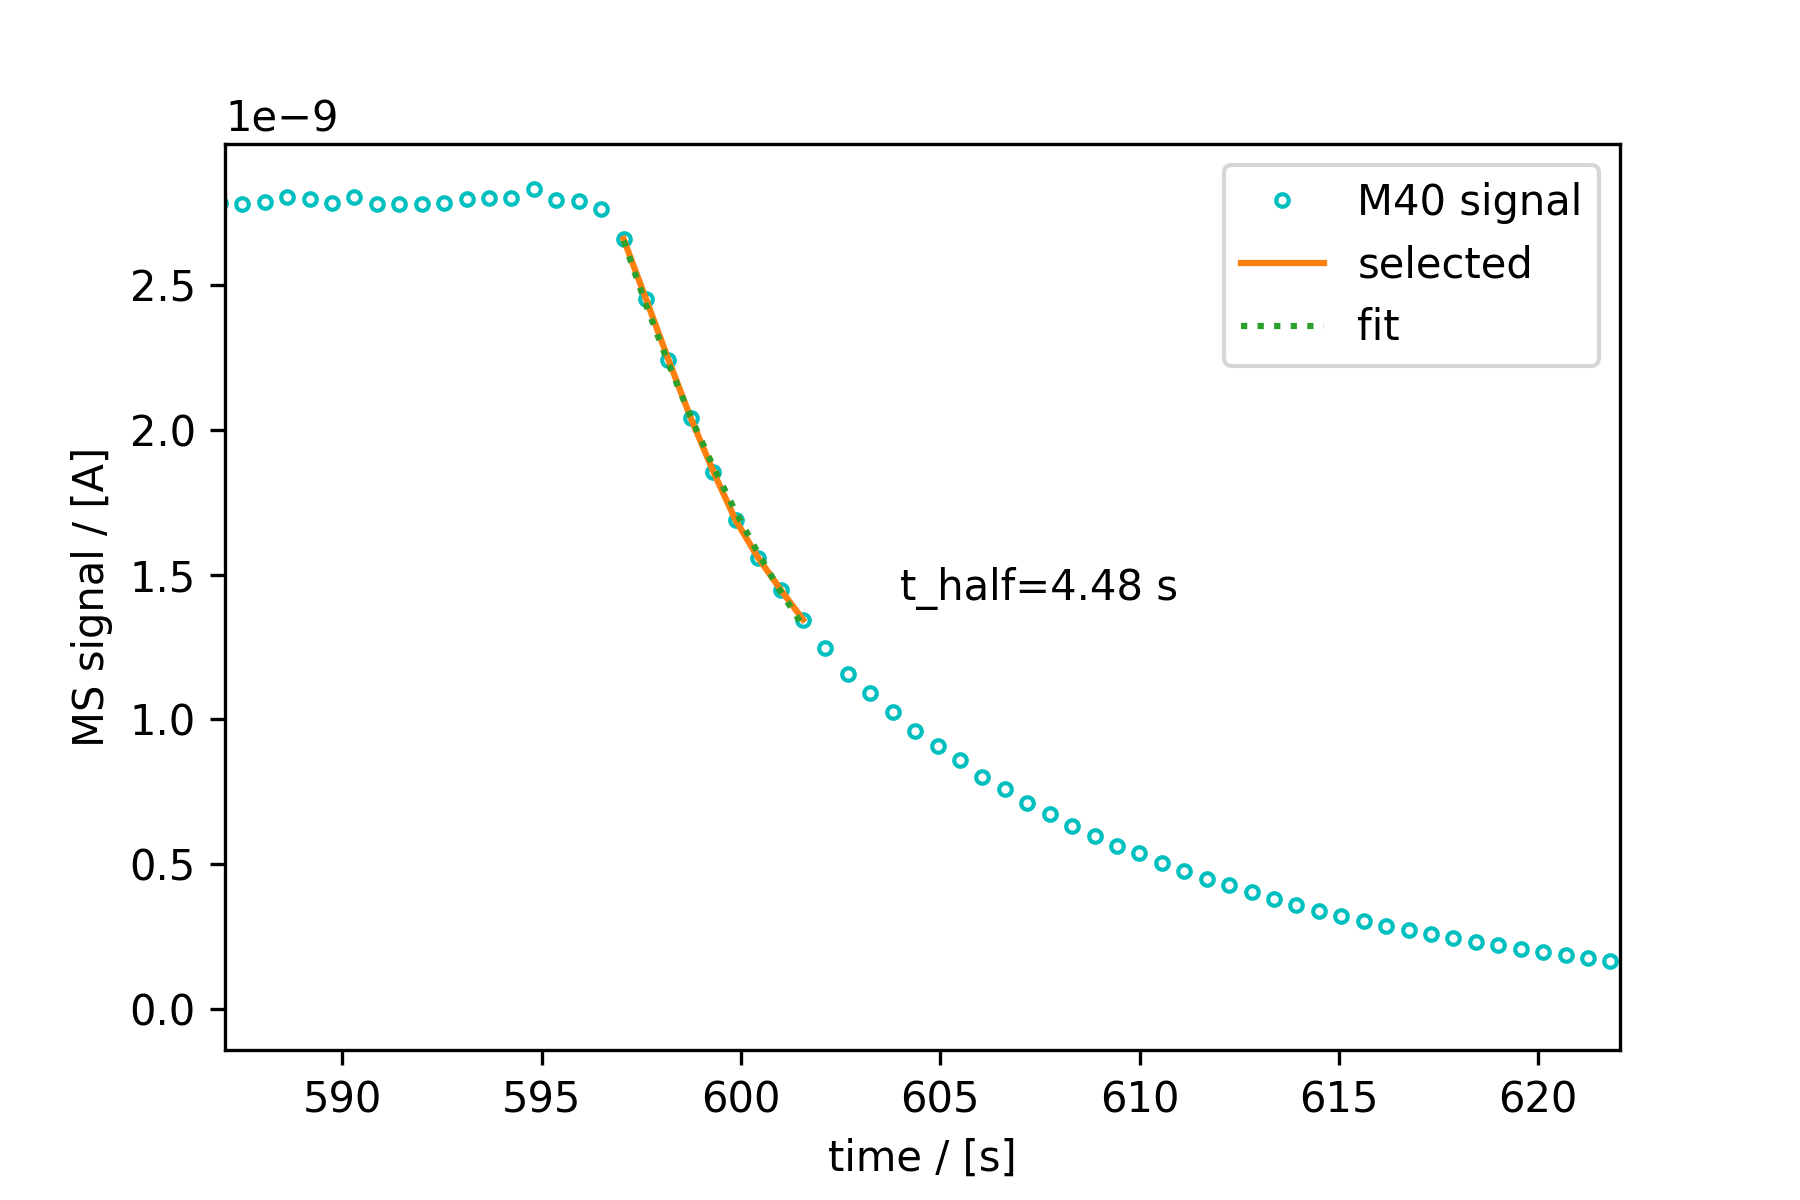 1e−9
M40 signal
selected
fit
2.5
2.0
1.5
1.0
0.5
0.0
MS signal / [A]
t_half=4.48 s
590 595 600 605 610 615 620
time / [s]